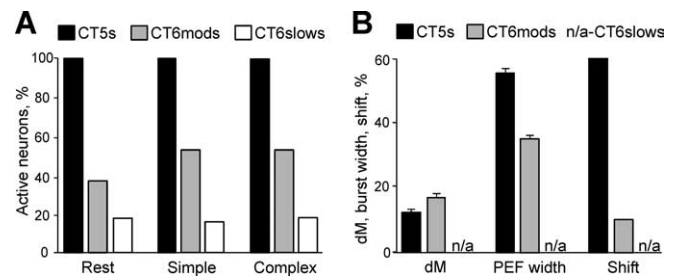 A
CT5s CT6mods CT6slows
Active neurons, %
100
80
60
40
20
0
Rest Simple Complex
B
CT5s CT6mods n/a-CT6slows
dM, burst width, shift, %
60
40
20
0
n/a n/a n/a
dM PEF width Shift